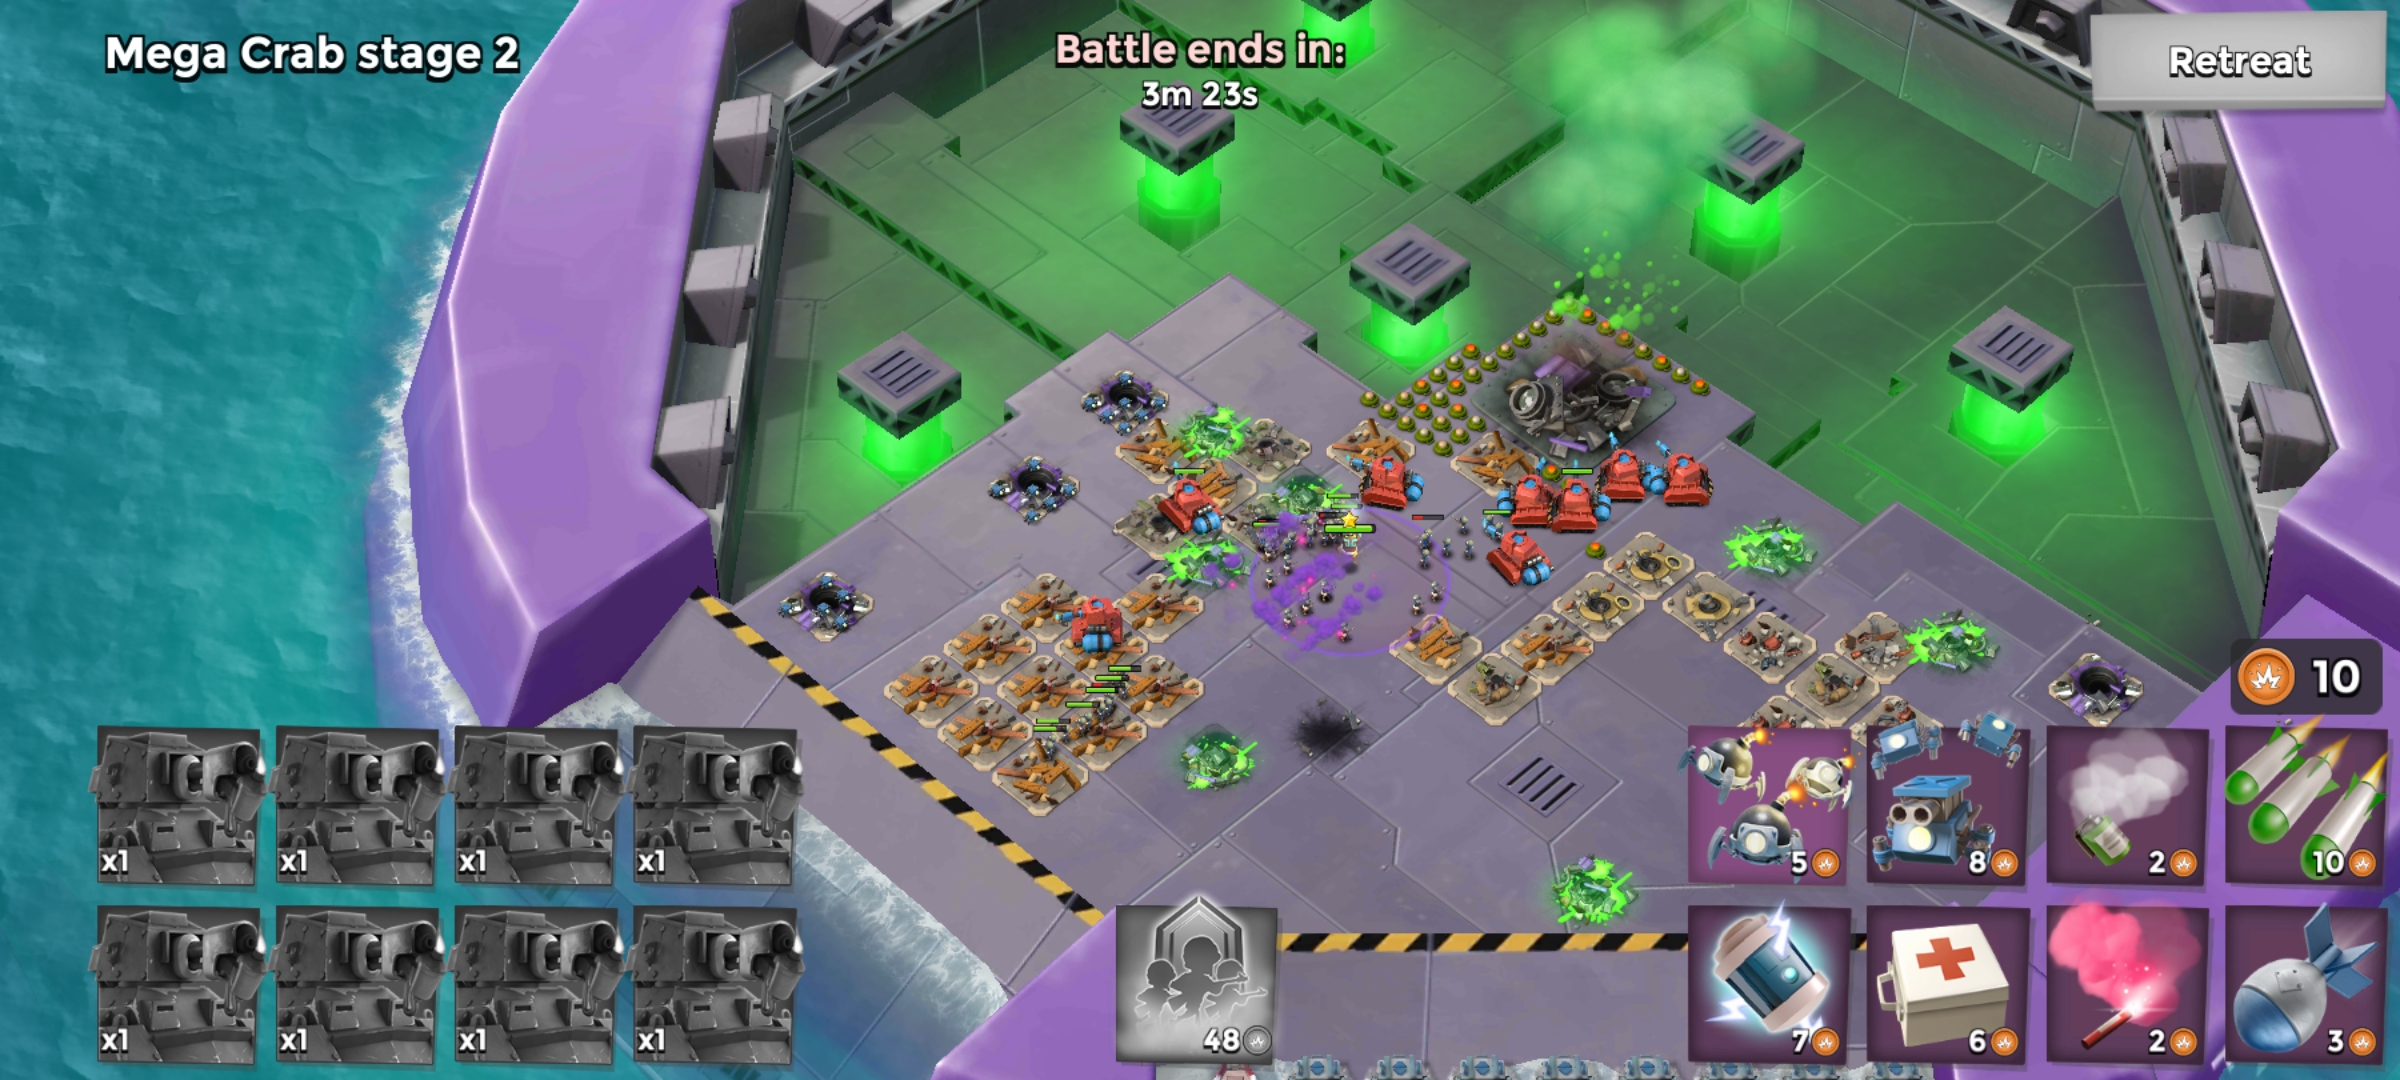 Mega Crab stage 2
Battle ends in:
3m 23s
Retreat
10
x1 x1 x1 x1
5 8 2 10
x1 x1 x1 x1
48
7 6 2 3